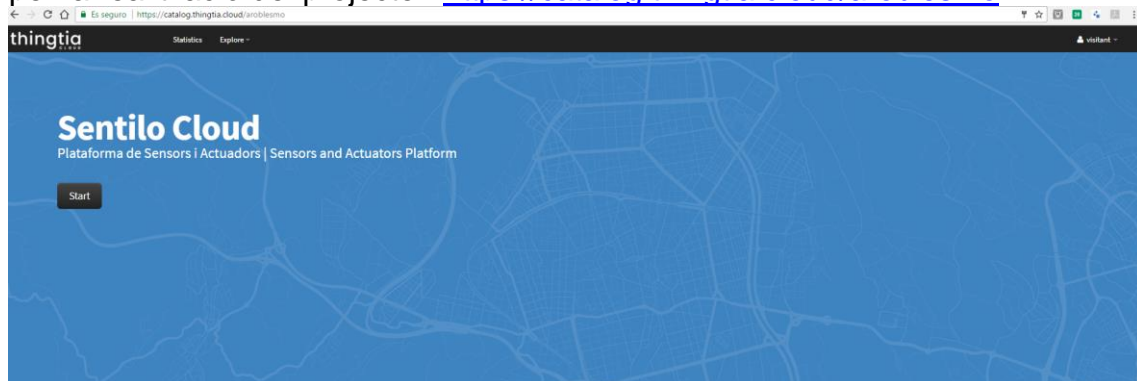 Es seguro | https://catalog.thingtia.cloud/aroblesmo
thingtia Statistics Explore visitant
CLOUD
Sentilo Cloud
Plataforma de Sensors i Actuadors | Sensors and Actuators Platform
Start